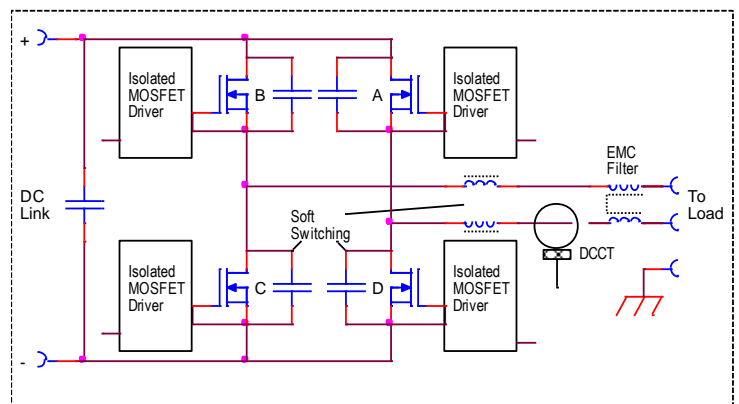 +
Isolated
MOSFET
Driver
B
A
Isolated
MOSFET
Driver
EMC
Filter
DC
Link
To
Load
Soft
Switching
DCCT
Isolated
MOSFET
Driver
C
D
Isolated
MOSFET
Driver
-